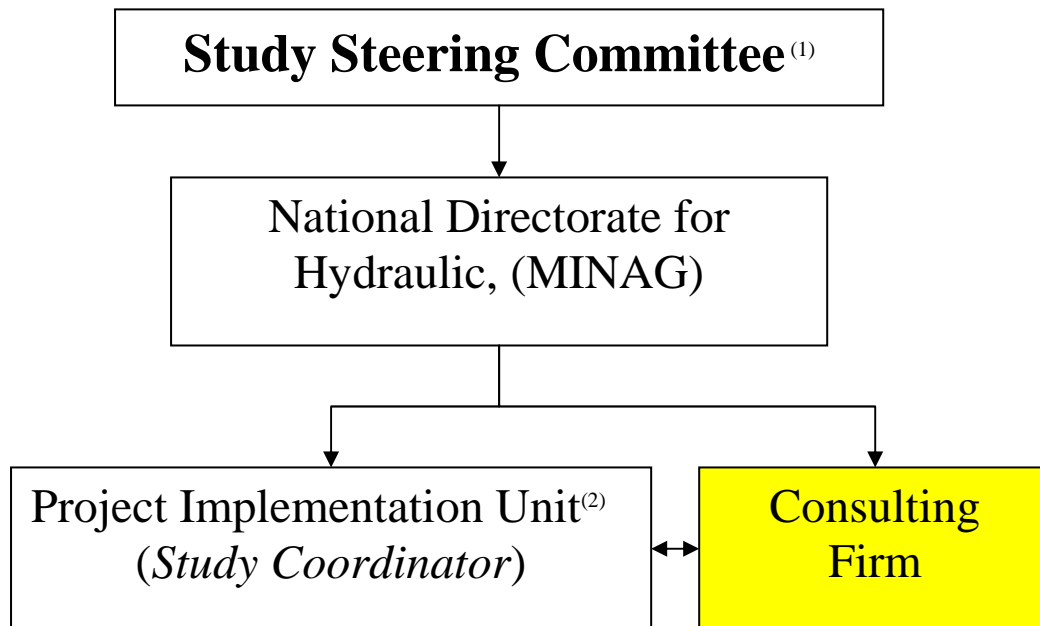 Study Steering Committee (1)
National Directorate for
Hydraulic, (MINAG)
Project Implementation Unit(2)
(Study Coordinator)
Consulting
Firm